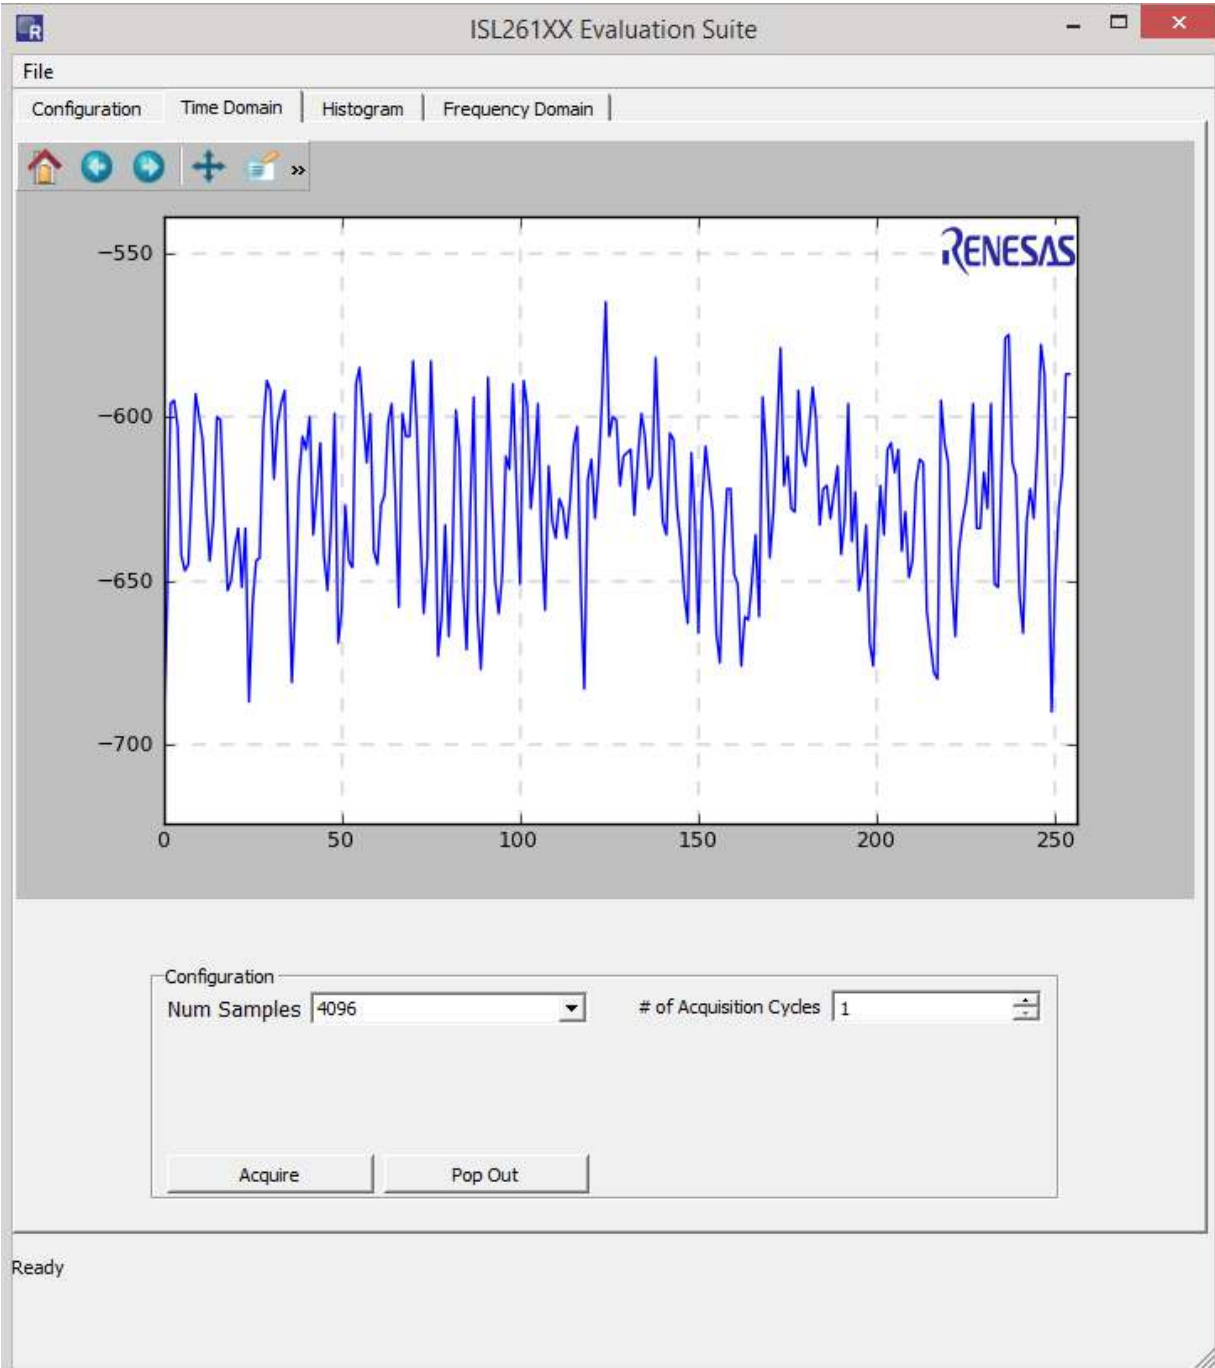 R
ISL261XX Evaluation Suite
File
Configuration Time Domain Histogram Frequency Domain
»
RENESAS
−550
−600
−650
−700
0 50 100 150 200 250
Configuration
Num Samples 4096 # of Acquisition Cycles 1
Acquire Pop Out
Ready